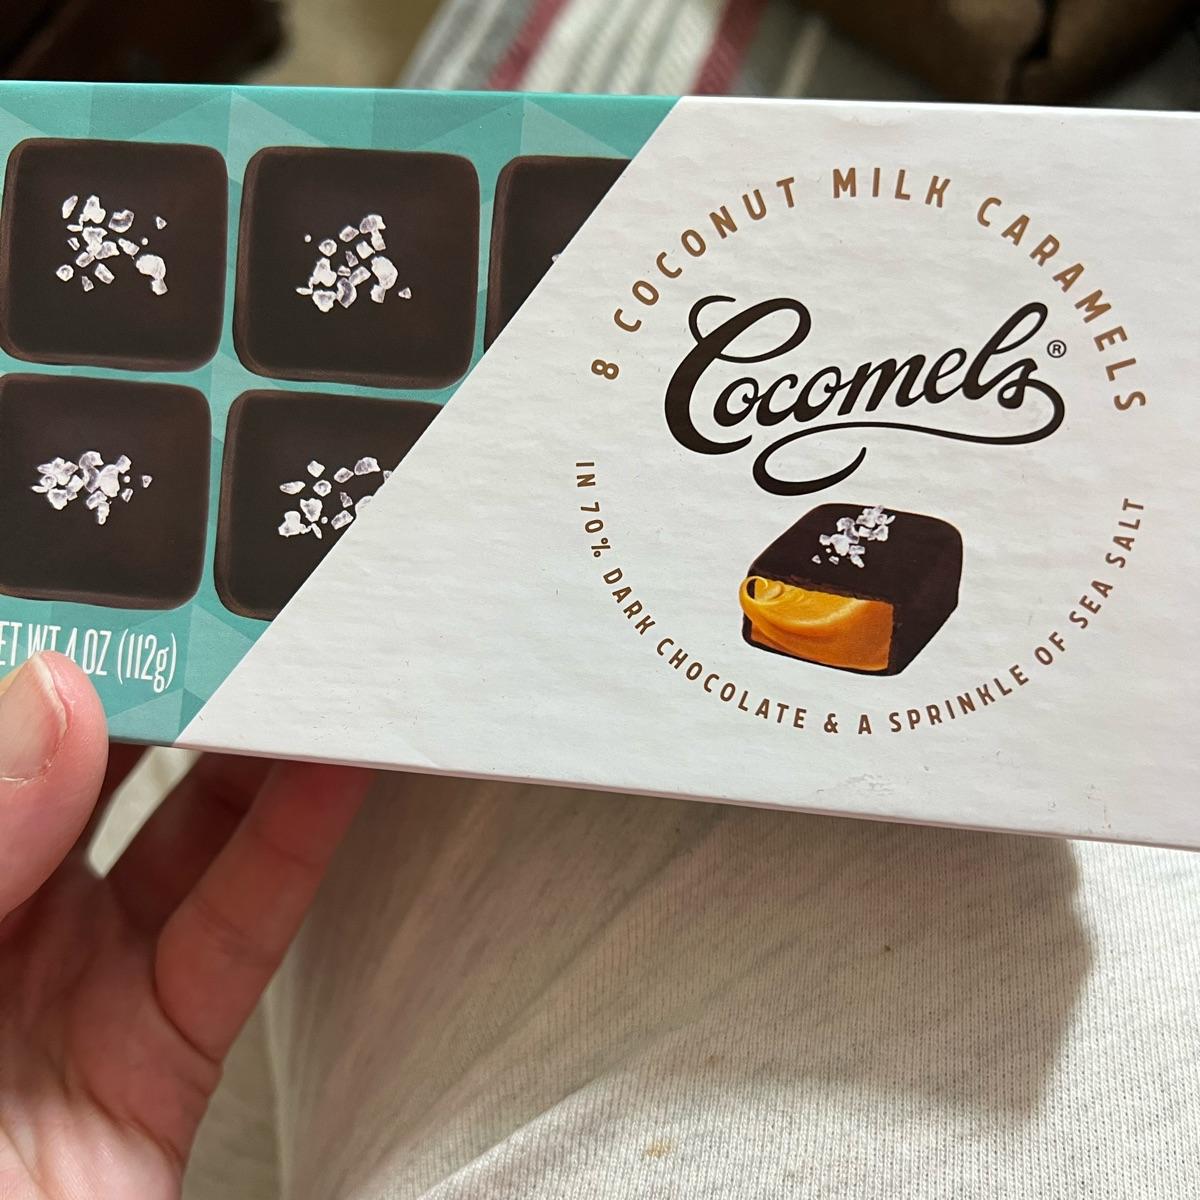 8 COCONUT MILK CARAMELS
Cocomels®
IN 70% DARK CHOCOLATE & A SPRINKLE OF SEA SALT
WT 4 OZ (112g)